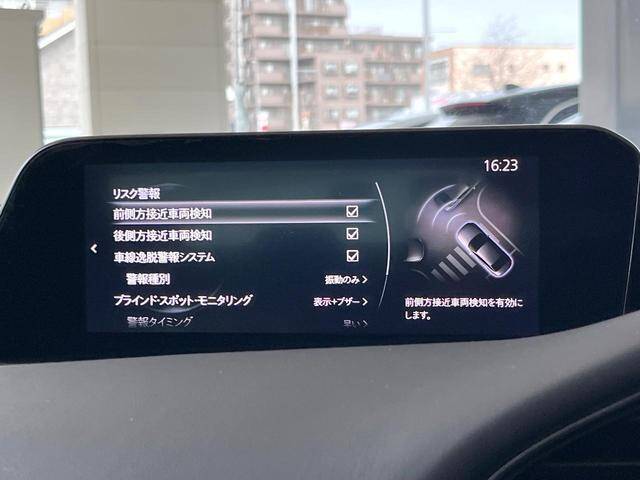 16:23
リスク警報
前側方接近車両検知
後側方接近車両検知
車線逸脱警報システム
警報種別 振動のみ
ブラインド・スポット・モニタリング 表示+ブザー
警報タイミング 早い
前側方接近車両検知を有効に
します。